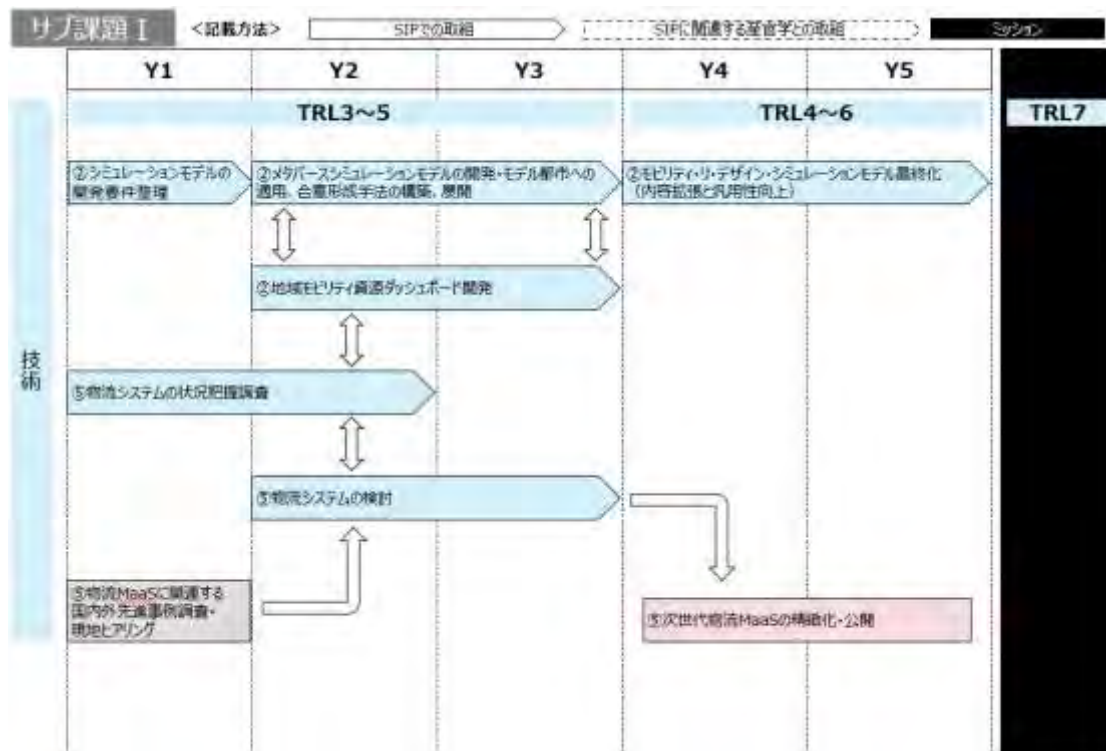 サブ課題Ⅰ
<記載方法>
SIPでの取組
SIPに関連する産官学との取組
ミッション
Y1
Y2
Y3
Y4
Y5
TRL3～5
TRL4～6
TRL7
技術
②シミュレーションモデルの
開発要件整理
②メタバースシミュレーションモデルの開発・モデル都市への
適用、合意形成手法の構築、展開
②モビリティ・リ・デザイン・シミュレーションモデル最終化
（内容拡張と汎用性向上）
②地域モビリティ資源ダッシュボード開発
⑤物流システムの状況把握調査
⑤物流システムの検討
⑤物流MaaSに関連する
国内外先進事例調査・
現地ヒアリング
⑤次世代物流MaaSの精緻化・公開